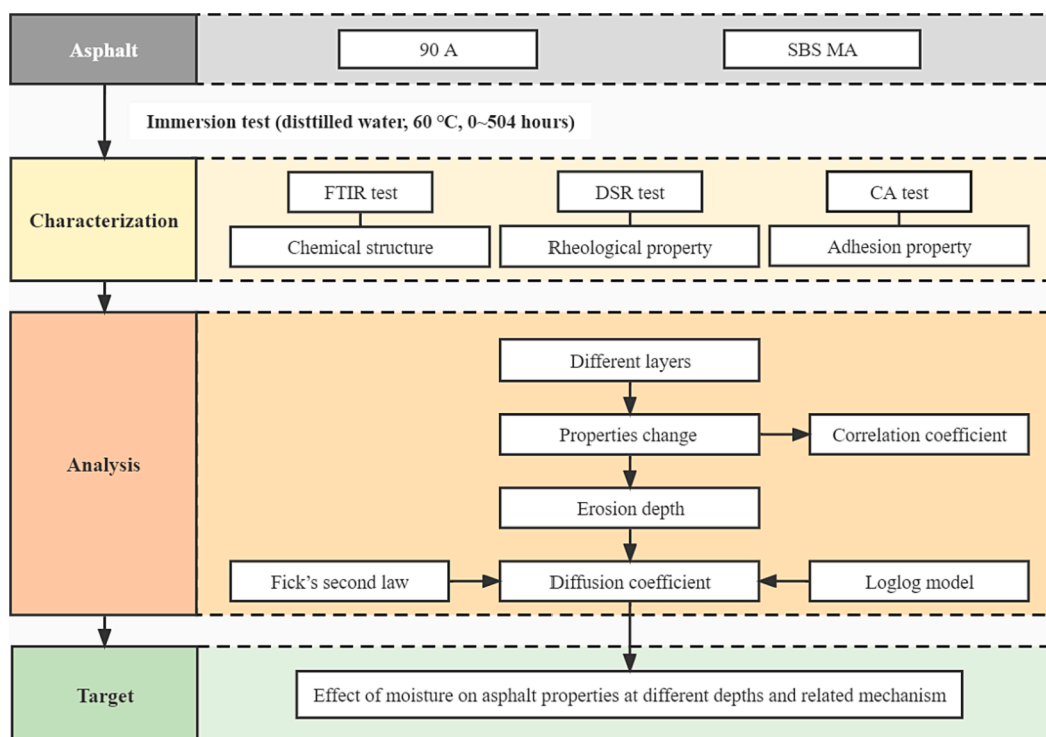 Asphalt
90 A
SBS MA
Immersion test (disttilled water, 60 °C, 0~504 hours)
Characterization
FTIR test
DSR test
CA test
Chemical structure
Rheological property
Adhesion property
Analysis
Different layers
Properties change
Correlation coefficient
Erosion depth
Fick's second law
Diffusion coefficient
Loglog model
Target
Effect of moisture on asphalt properties at different depths and related mechanism